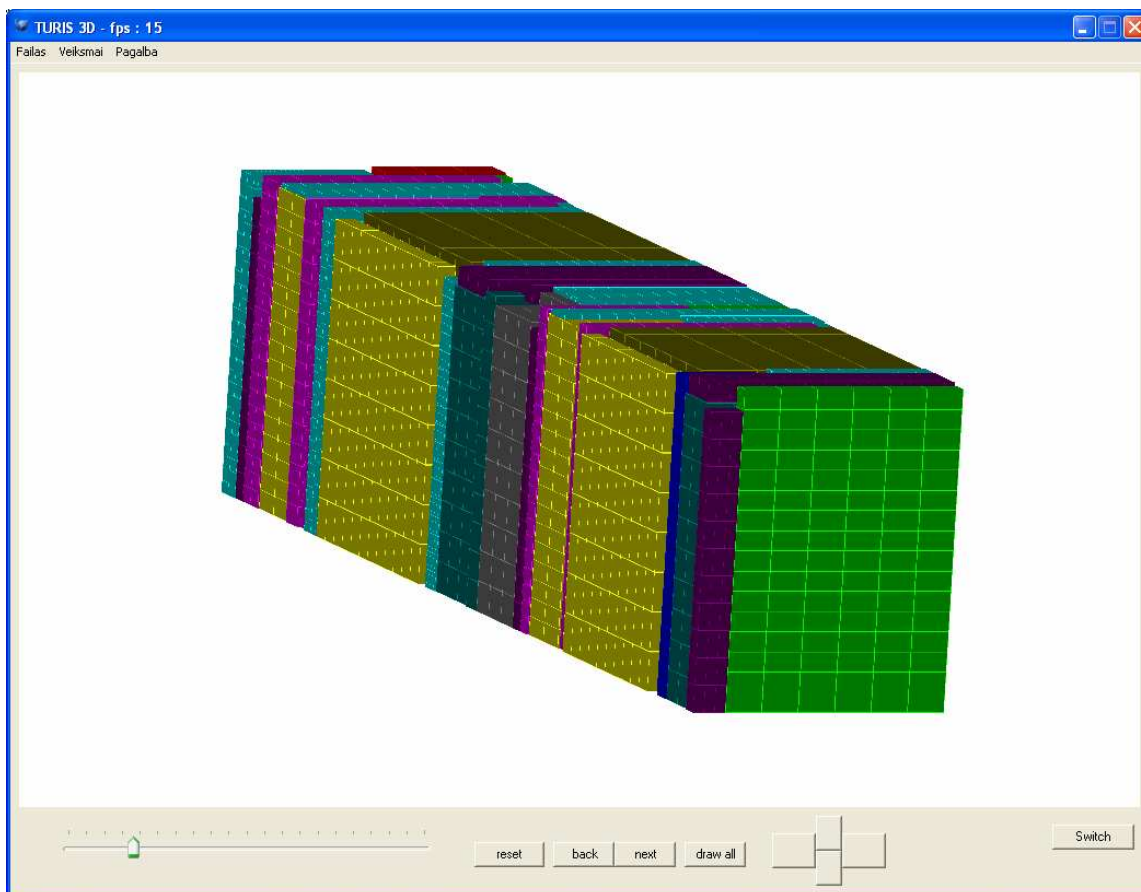 TURIS 3D - fps : 15
Failas Veiksmai Pagalba
reset back next draw all Switch